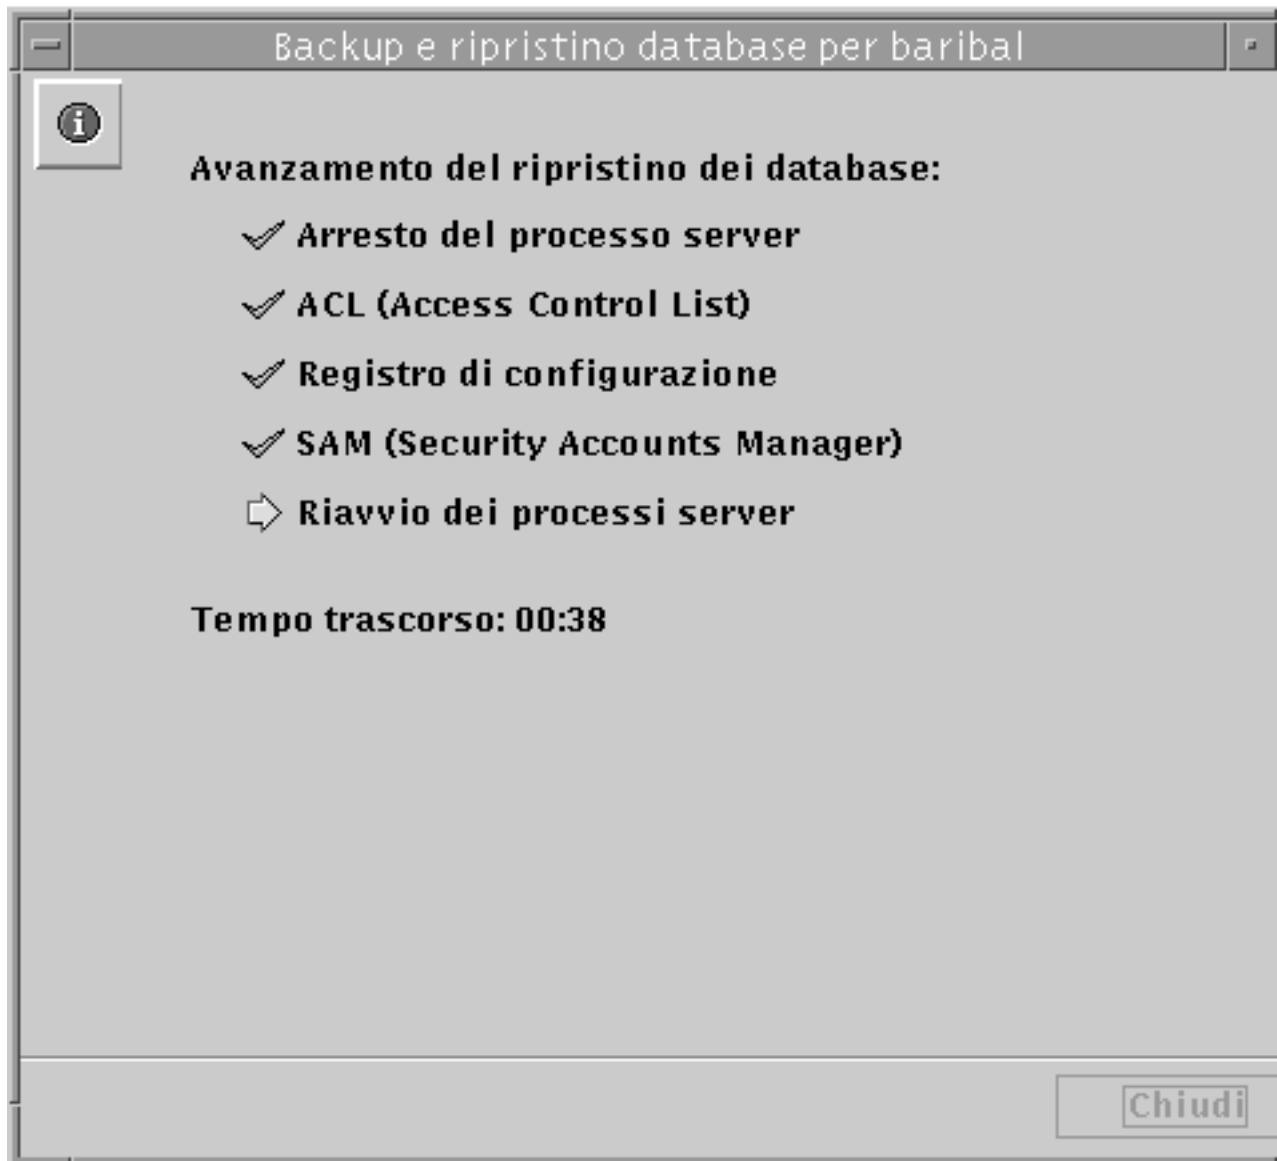 Backup e ripristino database per baribal
Avanzamento del ripristino dei database:
Arresto del processo server
ACL (Access Control List)
Registro di configurazione
SAM (Security Accounts Manager)
Riavvio dei processi server
Tempo trascorso: 00:38
Chiudi